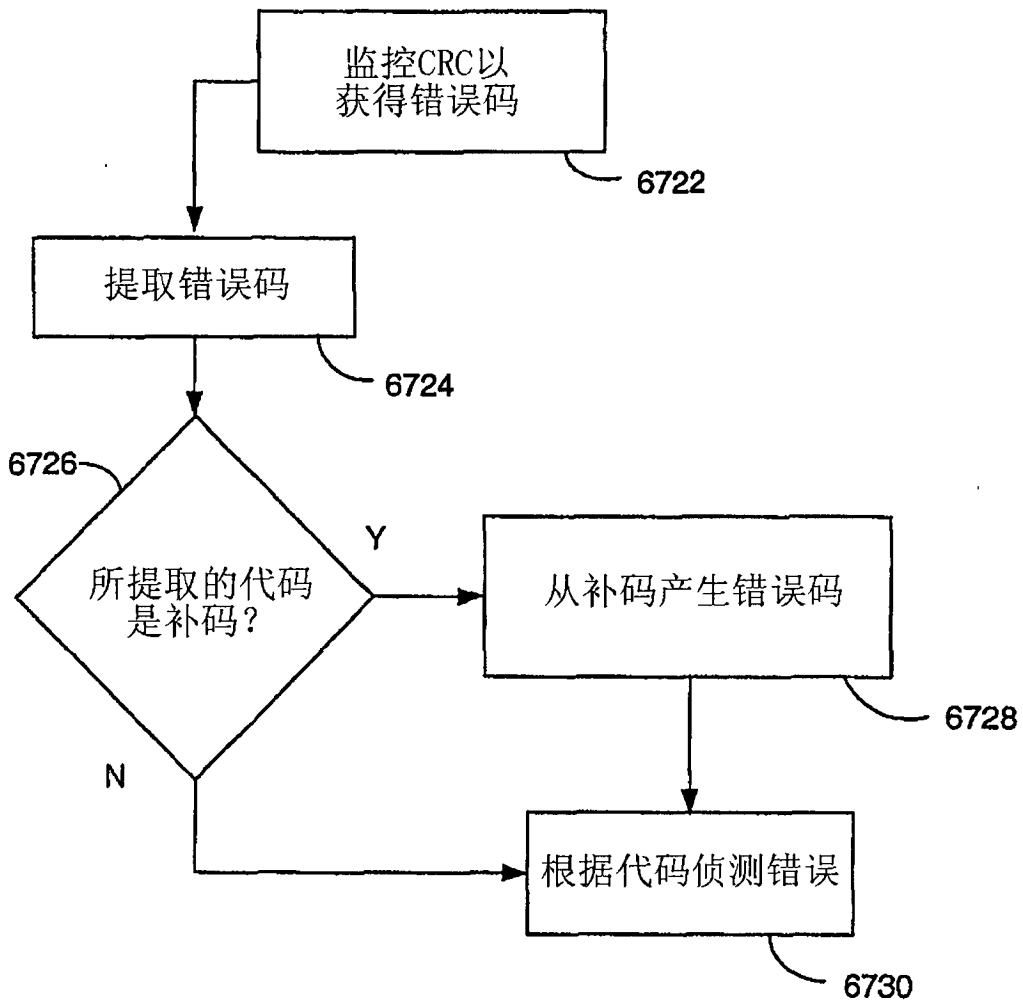 监控CRC以
获得错误码
6722
提取错误码
6724
6726
所提取的代码
是补码？
Y
从补码产生错误码
6728
N
根据代码侦测错误
6730